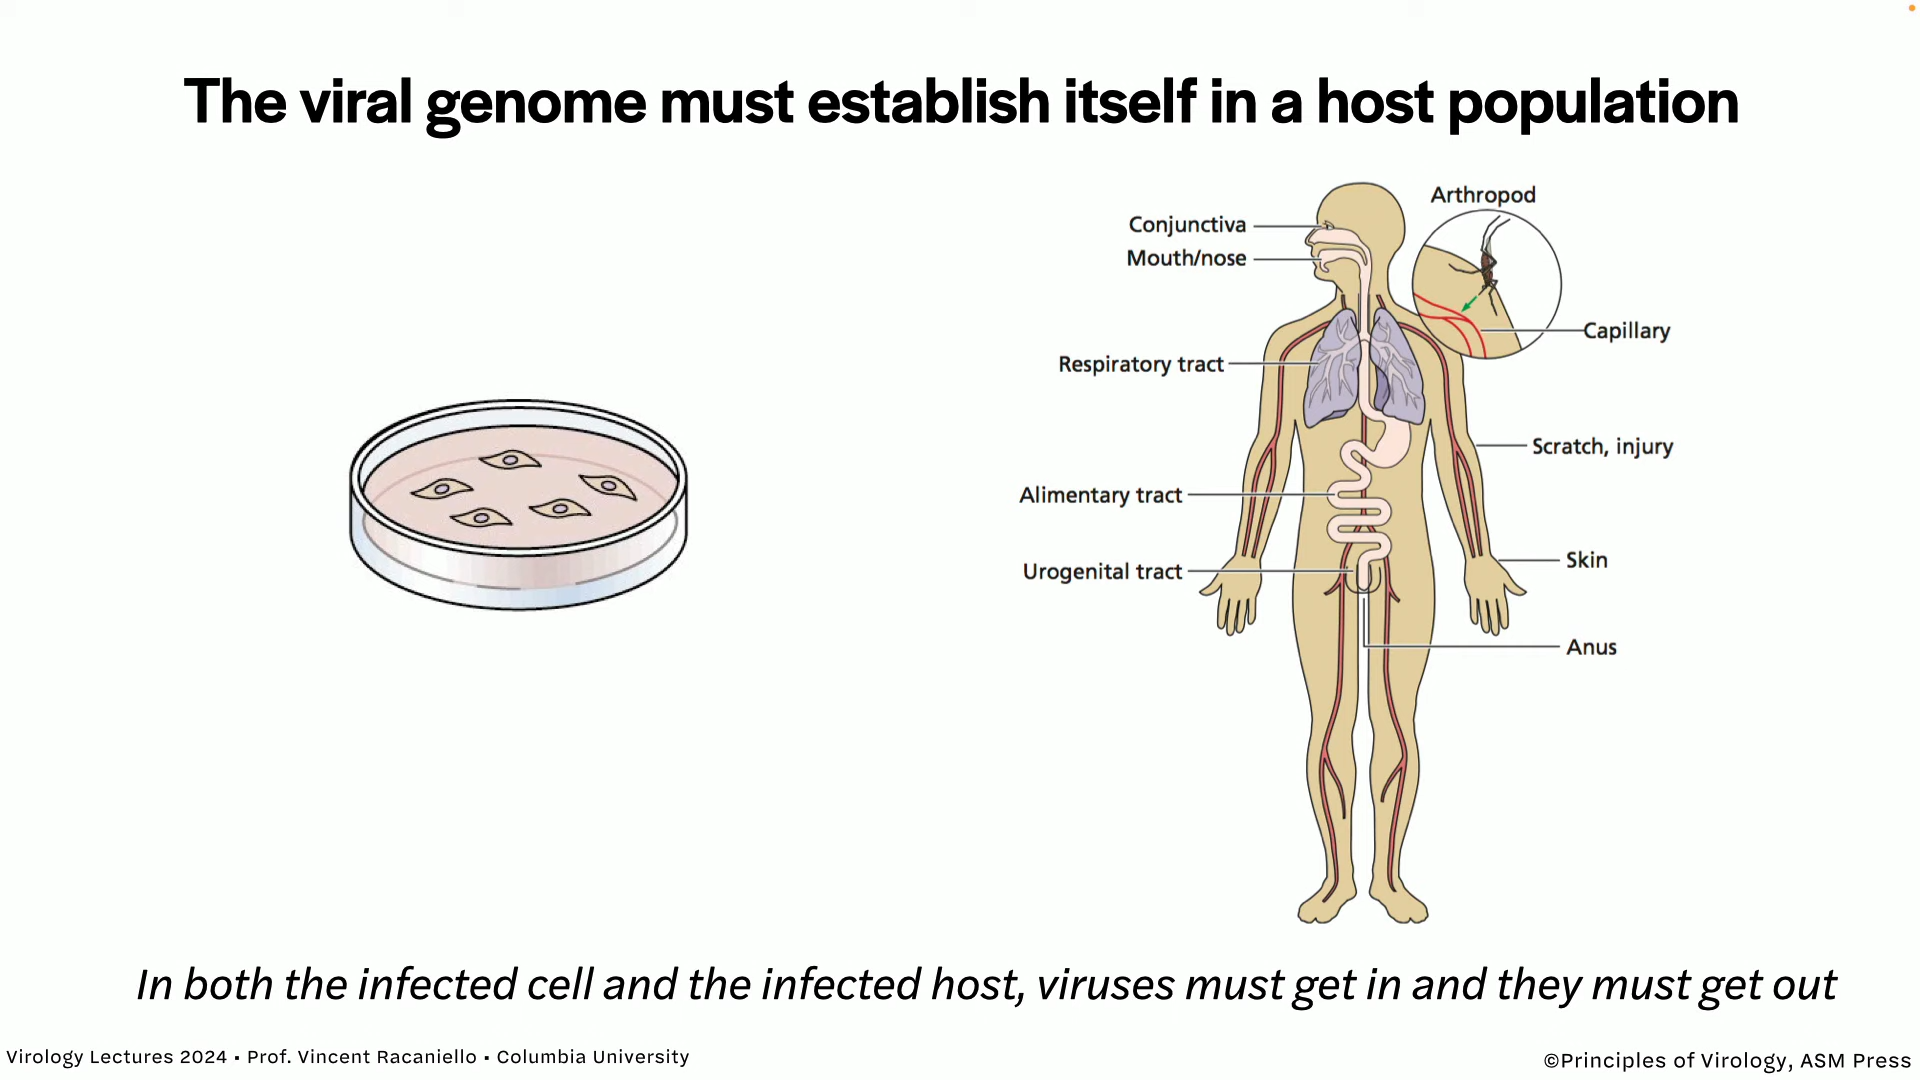 The viral genome must establish itself in a host population
Arthropod
Conjunctiva
Mouth/nose
Capillary
Respiratory tract
Scratch, injury
Alimentary tract
Skin
Urogenital tract
Anus
In both the infected cell and the infected host, viruses must get in and they must get out
Virology Lectures 2024 • Prof. Vincent Racaniello • Columbia University
©Principles of Virology, ASM Press